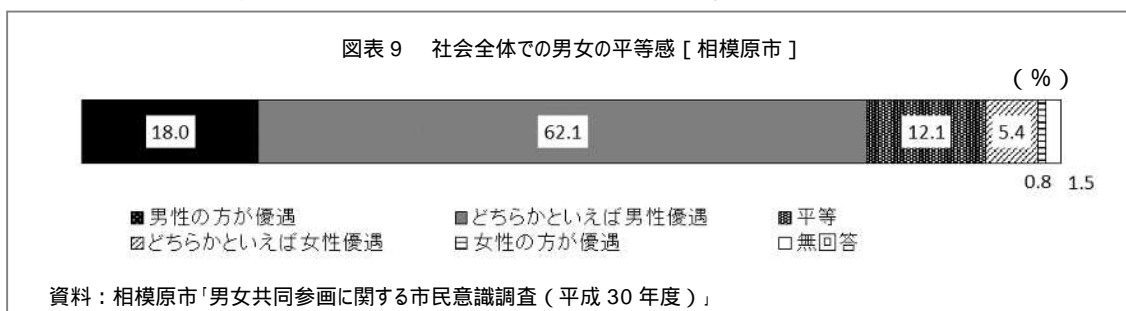 図表9 社会全体での男女の平等感[相模原市]
(%)
18.0 62.1 12.1 5.4
0.8 1.5
■男性の方が優遇 ■どちらかといえば男性優遇 ■平等
□どちらかといえば女性優遇 □女性の方が優遇 □無回答
資料:相模原市「男女共同参画に関する市民意識調査(平成30年度)」